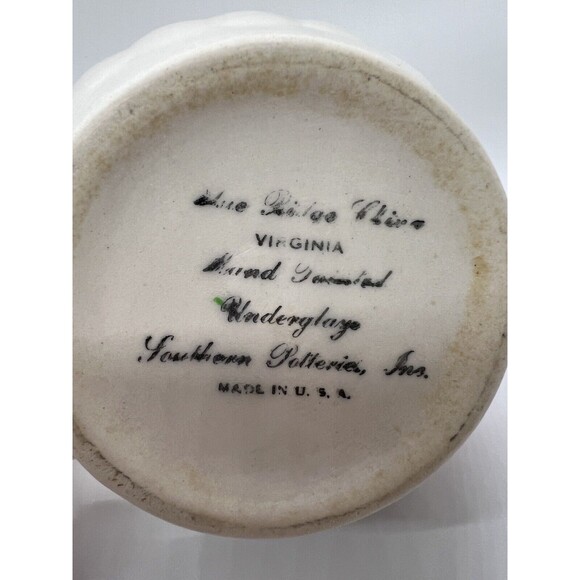 Blue Ridge China
VIRGINIA
Hand Painted
Underglaze
Southern Potteries, Inc.
MADE IN U. S. A.